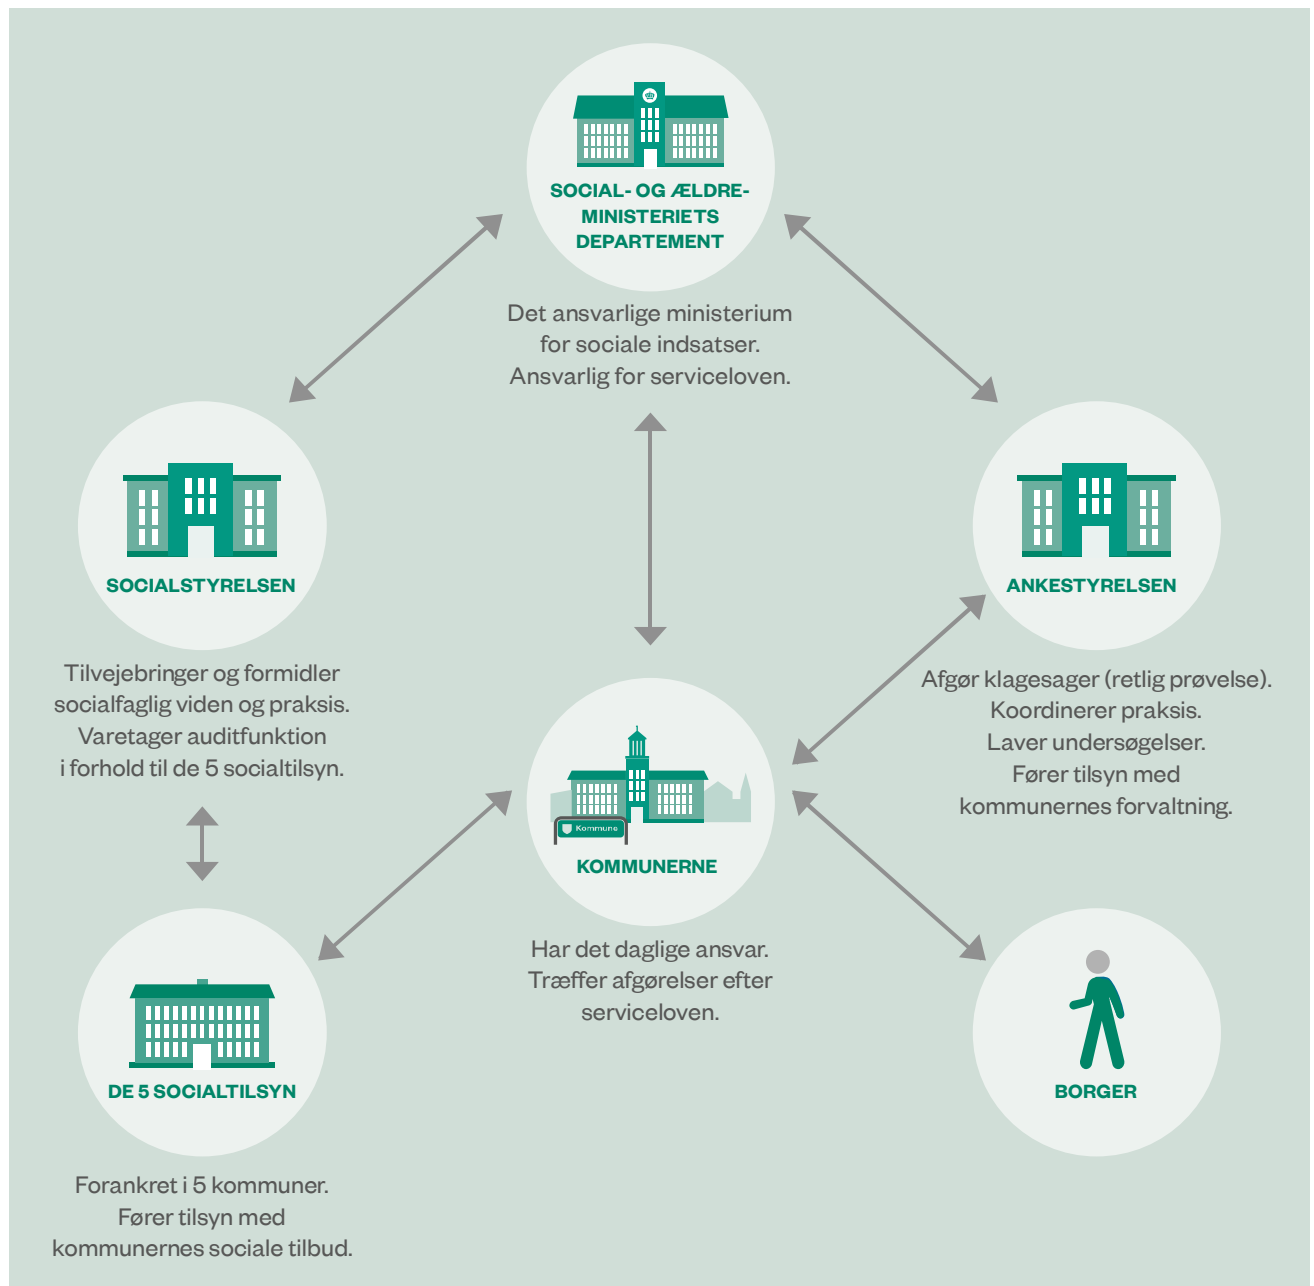 SOCIAL- OG ÆLDRE-
MINISTERIETS
DEPARTEMENT
Det ansvarlige ministerium
for sociale indsatser.
Ansvarlig for serviceloven.
SOCIALSTYRELSEN
Tilvejebringer og formidler
socialfaglig viden og praksis.
Varetager auditfunktion
i forhold til de 5 socialtilsyn.
ANKESTYRELSEN
Afgør klagesager (retlig prøvelse).
Koordinerer praksis.
Laver undersøgelser.
Fører tilsyn med
kommunernes forvaltning.
Kommune
KOMMUNERNE
Har det daglige ansvar.
Træffer afgørelser efter
serviceloven.
DE 5 SOCIALTILSYN
Forankret i 5 kommuner.
Fører tilsyn med
kommunernes sociale tilbud.
BORGER